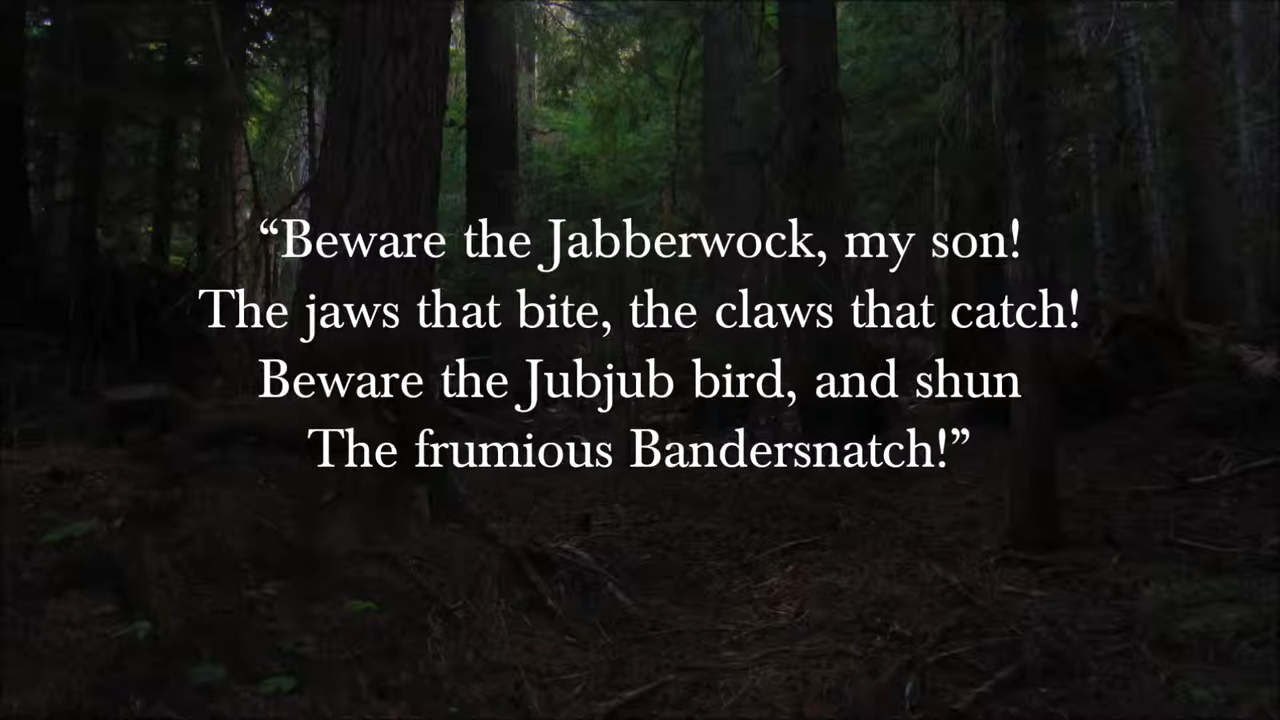 “Beware the Jabberwock, my son!
The jaws that bite, the claws that catch!
Beware the Jubjub bird, and shun
The frumious Bandersnatch!”